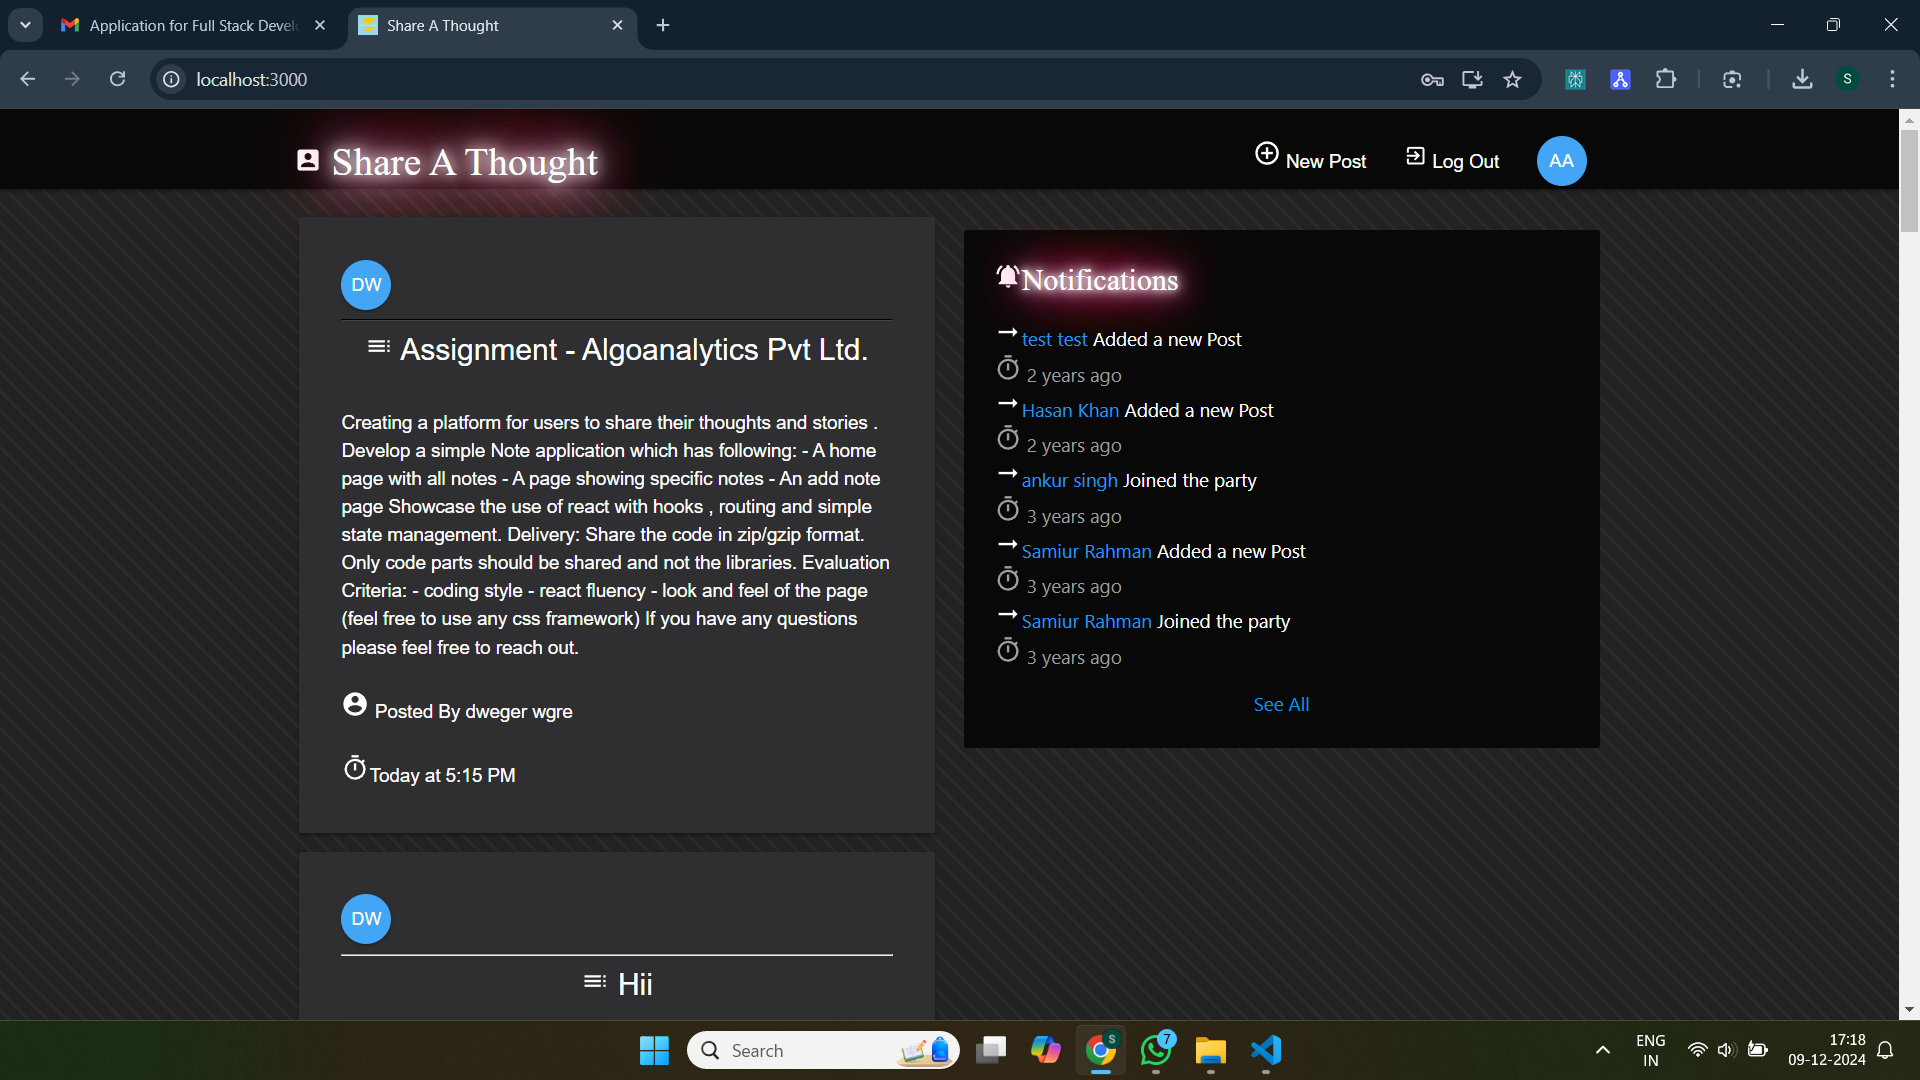 Application for Full Stack Devel
Share A Thought
localhost:3000
S
Share A Thought
New Post
Log Out
AA
DW
Assignment - Algoanalytics Pvt Ltd.
Creating a platform for users to share their thoughts and stories .
Develop a simple Note application which has following: - A home
page with all notes - A page showing specific notes - An add note
page Showcase the use of react with hooks , routing and simple
state management. Delivery: Share the code in zip/gzip format.
Only code parts should be shared and not the libraries. Evaluation
Criteria: - coding style - react fluency - look and feel of the page
(feel free to use any css framework) If you have any questions
please feel free to reach out.
Posted By dweger wgre
Today at 5:15 PM
DW
Hii
Notifications
test test Added a new Post
2 years ago
Hasan Khan Added a new Post
2 years ago
ankur singh Joined the party
3 years ago
Samiur Rahman Added a new Post
3 years ago
Samiur Rahman Joined the party
3 years ago
See All
Search
S
7
ENG
IN
17:18
09-12-2024